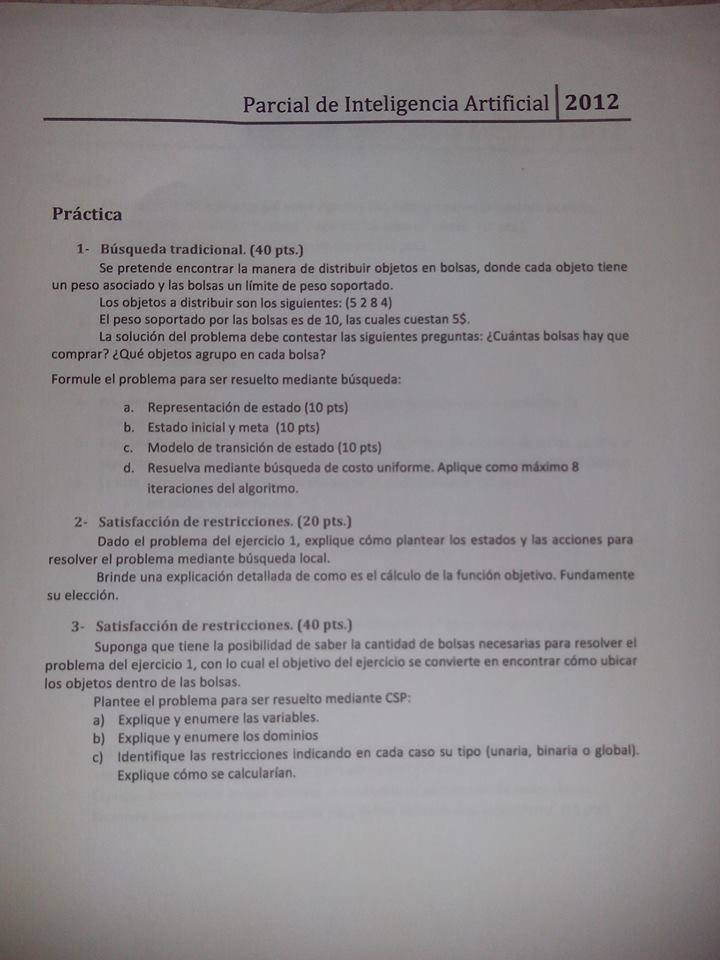 Parcial de Inteligencia Artificial 2012
Práctica
1- Búsqueda tradicional. (40 pts.)
Se pretende encontrar la manera de distribuir objetos en bolsas, donde cada objeto tiene
un peso asociado y las bolsas un límite de peso soportado.
Los objetos a distribuir son los siguientes: (5 2 8 4)
El peso soportado por las bolsas es de 10, las cuales cuestan 5$.
La solución del problema debe contestar las siguientes preguntas: ¿Cuántas bolsas hay que
comprar? ¿Qué objetos agrupo en cada bolsa?
Formule el problema para ser resuelto mediante búsqueda:
a. Representación de estado (10 pts)
b. Estado inicial y meta (10 pts)
c. Modelo de transición de estado (10 pts)
d. Resuelva mediante búsqueda de costo uniforme. Aplique como máximo 8
iteraciones del algoritmo.
2- Satisfacción de restricciones. (20 pts.)
Dado el problema del ejercicio 1, explique cómo plantear los estados y las acciones para
resolver el problema mediante búsqueda local.
Brinde una explicación detallada de como es el cálculo de la función objetivo. Fundamente
su elección.
3- Satisfacción de restricciones. (40 pts.)
Suponga que tiene la posibilidad de saber la cantidad de bolsas necesarias para resolver el
problema del ejercicio 1, con lo cual el objetivo del ejercicio se convierte en encontrar cómo ubicar
los objetos dentro de las bolsas.
Plantee el problema para ser resuelto mediante CSP:
a) Explique y enumere las variables.
b) Explique y enumere los dominios
c) Identifique las restricciones indicando en cada caso su tipo (unaria, binaria o global).
Explique cómo se calcularían.